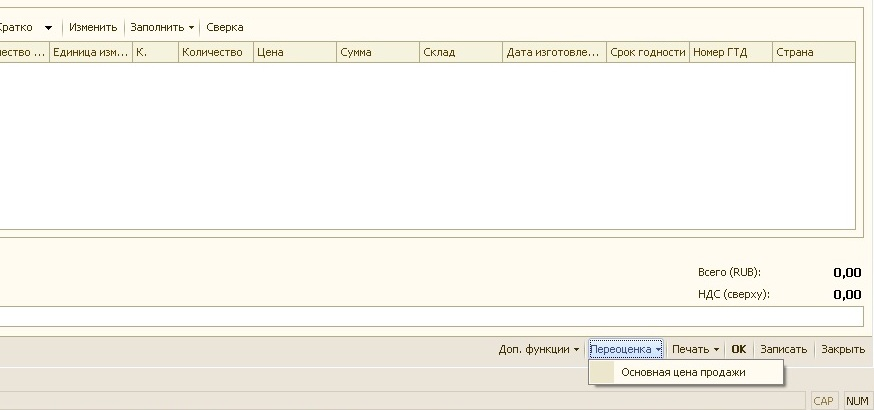 Кратко Изменить Заполнить Сверка
чество ... Единица изм... К. Количество Цена Сумма Склад Дата изготовле... Срок годности Номер ГТД Страна
Всего (RUB): 0,00
НДС (сверху): 0,00
Доп. функции Переоценка Печать OK Записать Закрыть
Основная цена продажи
CAP NUM